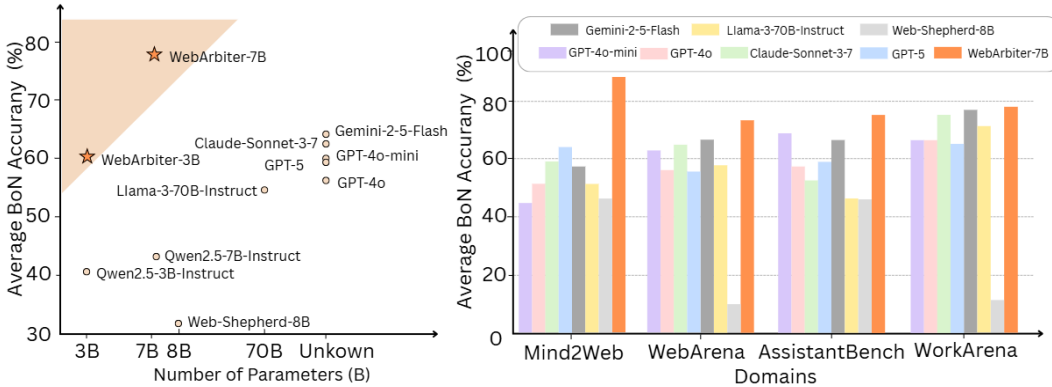 Average BoN Accurany (%)
80
70
60
50
40
30
WebArbiter-7B
Gemini-2-5-Flash
Claude-Sonnet-3-7
WebArbiter-3B
GPT-4o-mini
GPT-5
GPT-4o
Llama-3-70B-Instruct
Qwen2.5-7B-Instruct
Qwen2.5-3B-Instruct
Web-Shepherd-8B
3B 7B 8B 70B Unkown
Number of Parameters (B)
Gemini-2-5-Flash Llama-3-70B-Instruct Web-Shepherd-8B
GPT-4o-mini GPT-4o Claude-Sonnet-3-7 GPT-5 WebArbiter-7B
Average BoN Accurany (%)
100
80
60
40
20
0
Mind2Web WebArena AssistantBench WorkArena
Domains